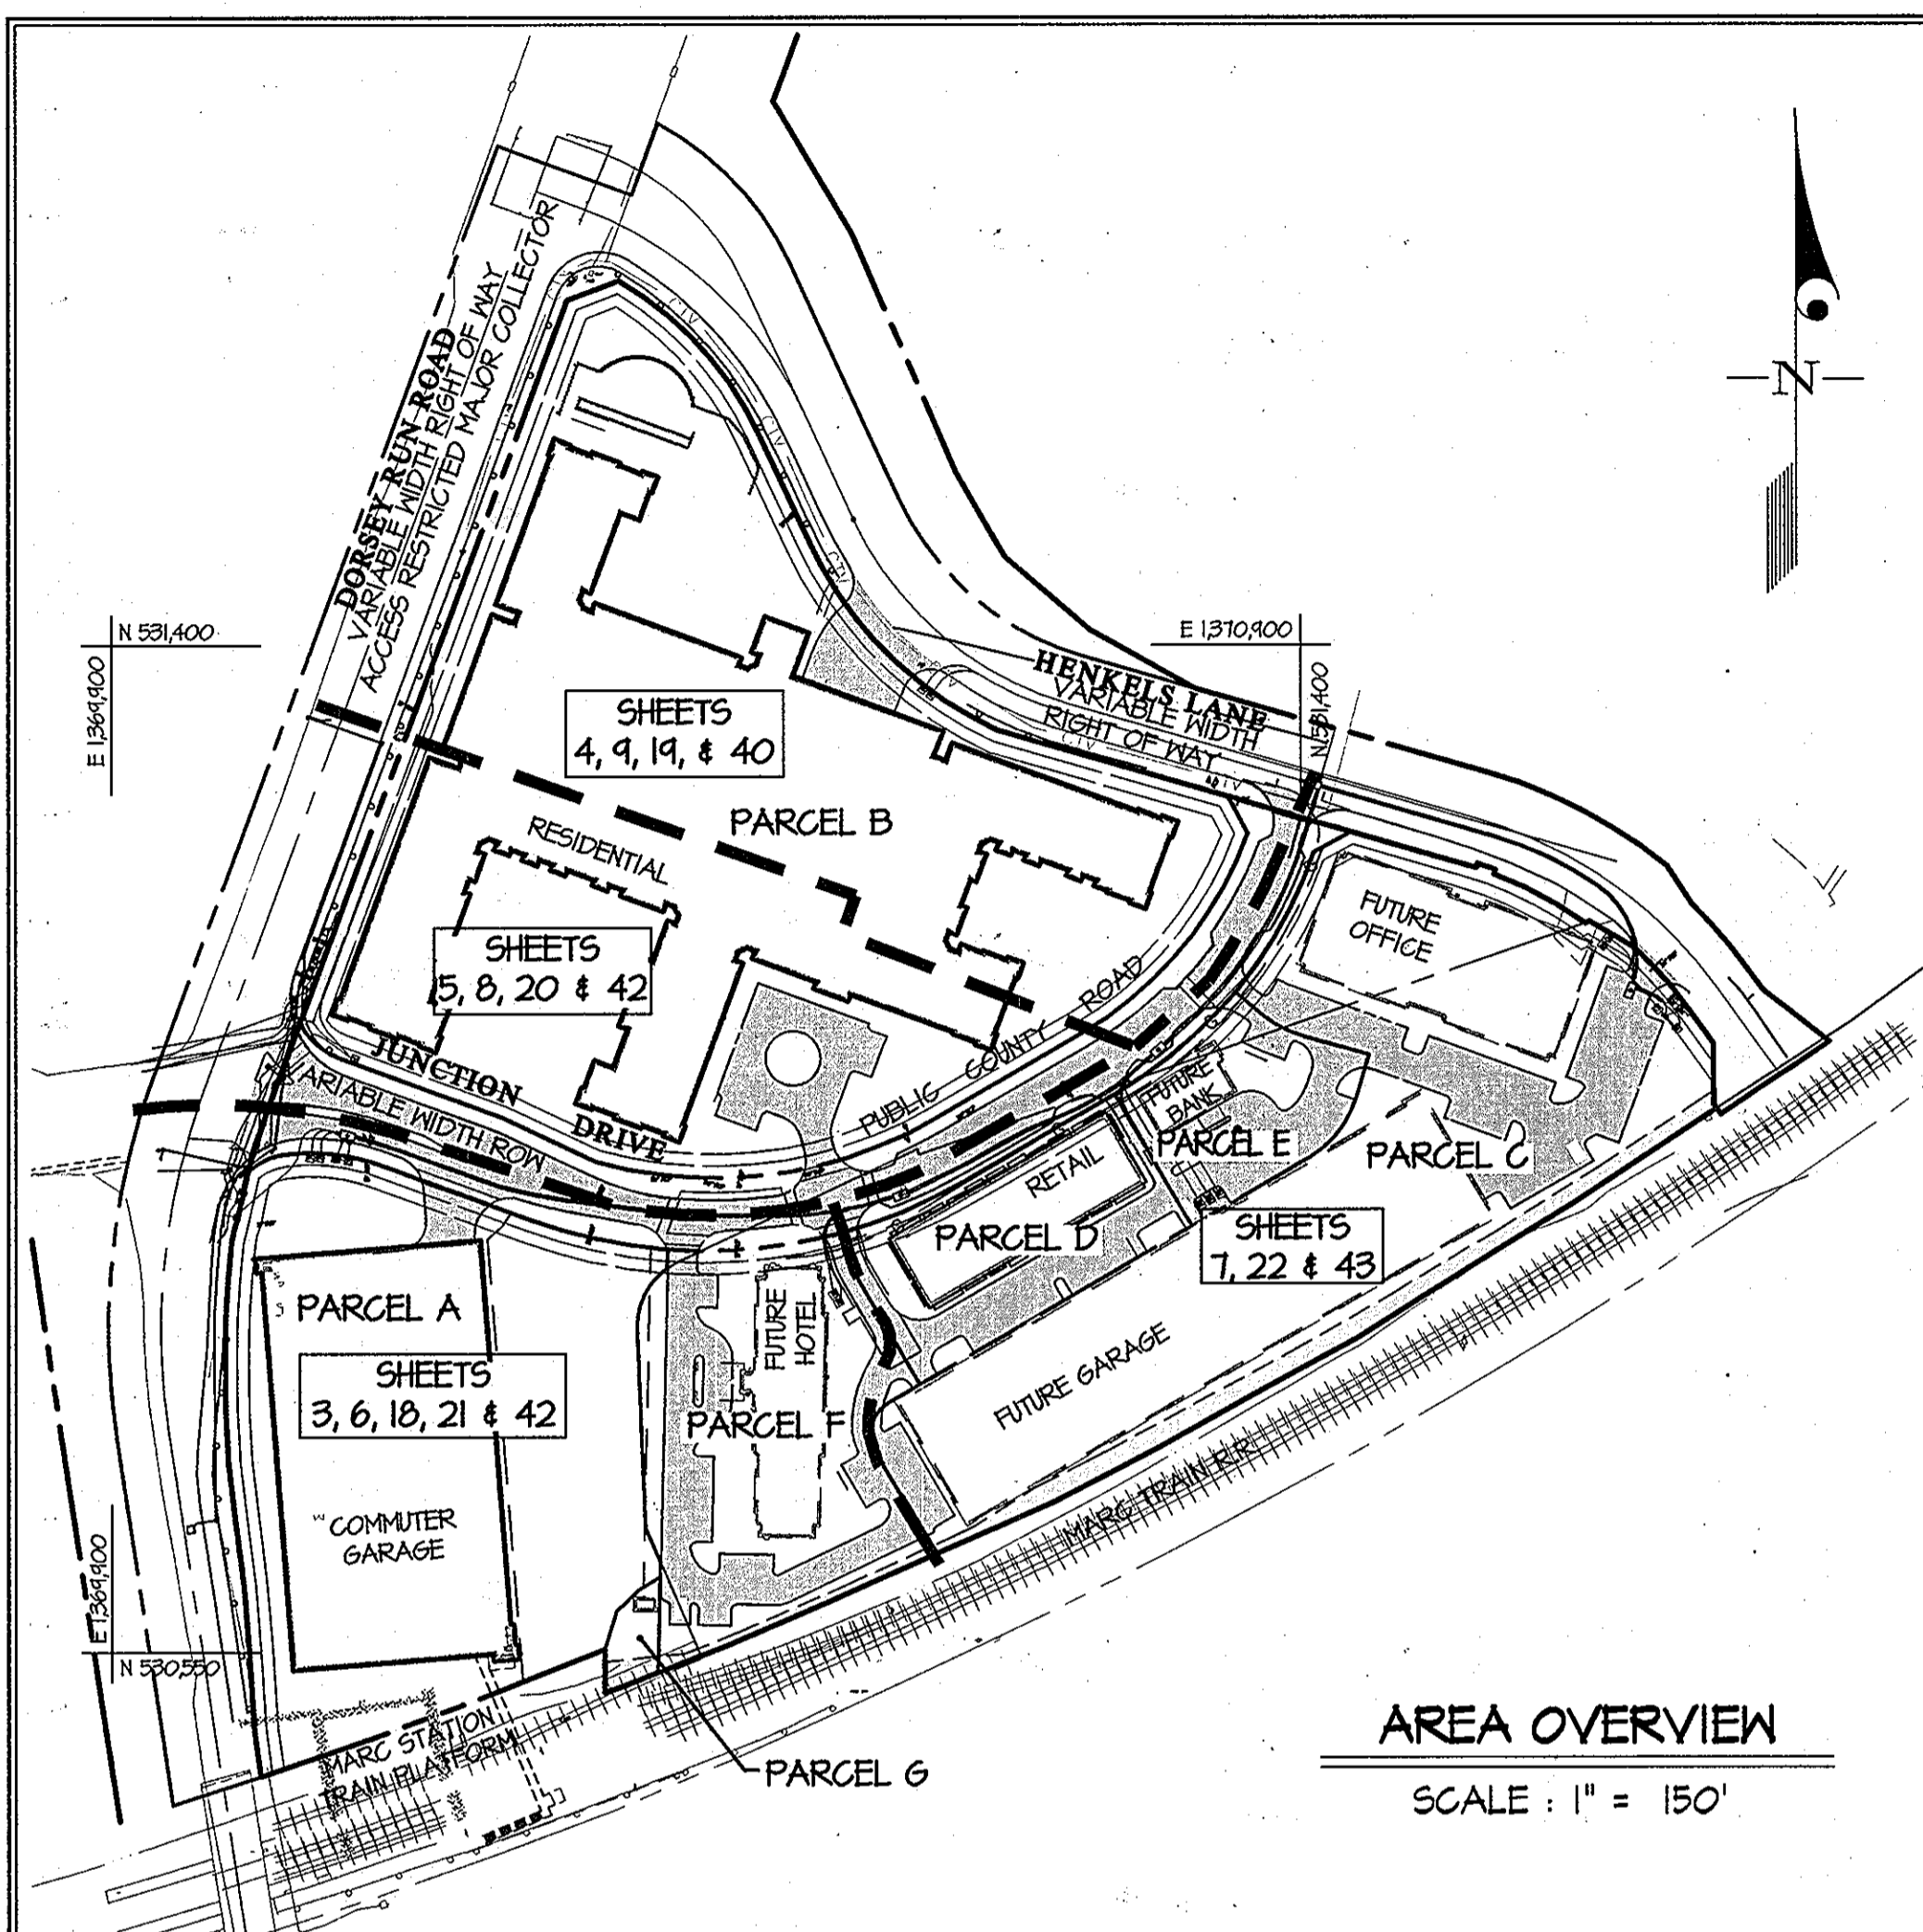 DORSEY RUN ROAD
VARIABLE WIDTH RIGHT OF WAY
ACCESS RESTRICTED MAJOR COLLECTOR
N
N 531,400
E 1,369,900
E 1,370,900
N 531,400
HENKELS LANE
VARIABLE WIDTH
RIGHT OF WAY
SHEETS
4, 9, 19, & 40
PARCEL B
RESIDENTIAL
SHEETS
5, 8, 20 & 42
FUTURE
OFFICE
JUNCTION DRIVE
VARIABLE WIDTH ROW
PUBLIC COUNTY ROAD
FUTURE
BANK
PARCEL E
PARCEL C
RETAIL
PARCEL D
SHEETS
7, 22 & 43
PARCEL A
SHEETS
3, 6, 18, 21 & 42
FUTURE
HOTEL
PARCEL F
FUTURE GARAGE
COMMUTER
GARAGE
MARC TRAIN R.R.
E 1,369,900
N 530,550
MARC STATION
TRAIN PLATFORM
PARCEL G
AREA OVERVIEW
SCALE : 1" = 150'